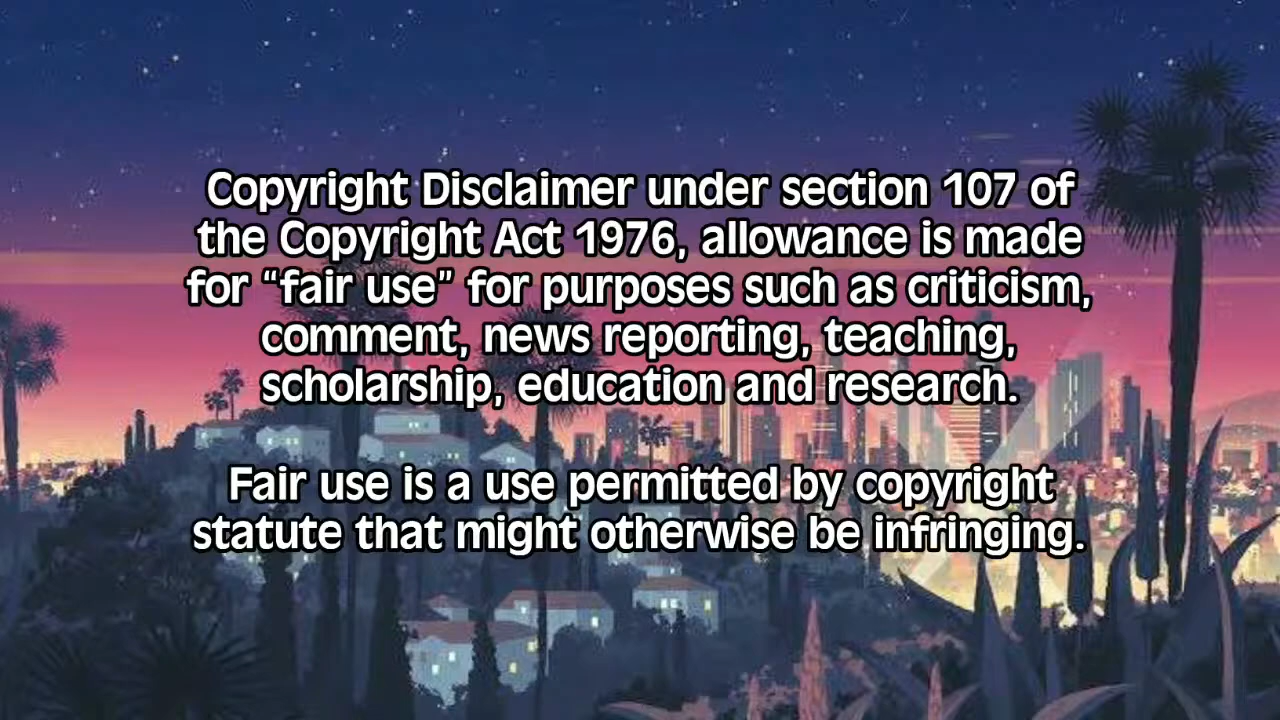 Copyright Disclaimer under section 107 of
the Copyright Act 1976, allowance is made
for “fair use” for purposes such as criticism,
comment, news reporting, teaching,
scholarship, education and research.
Fair use is a use permitted by copyright
statute that might otherwise be infringing.